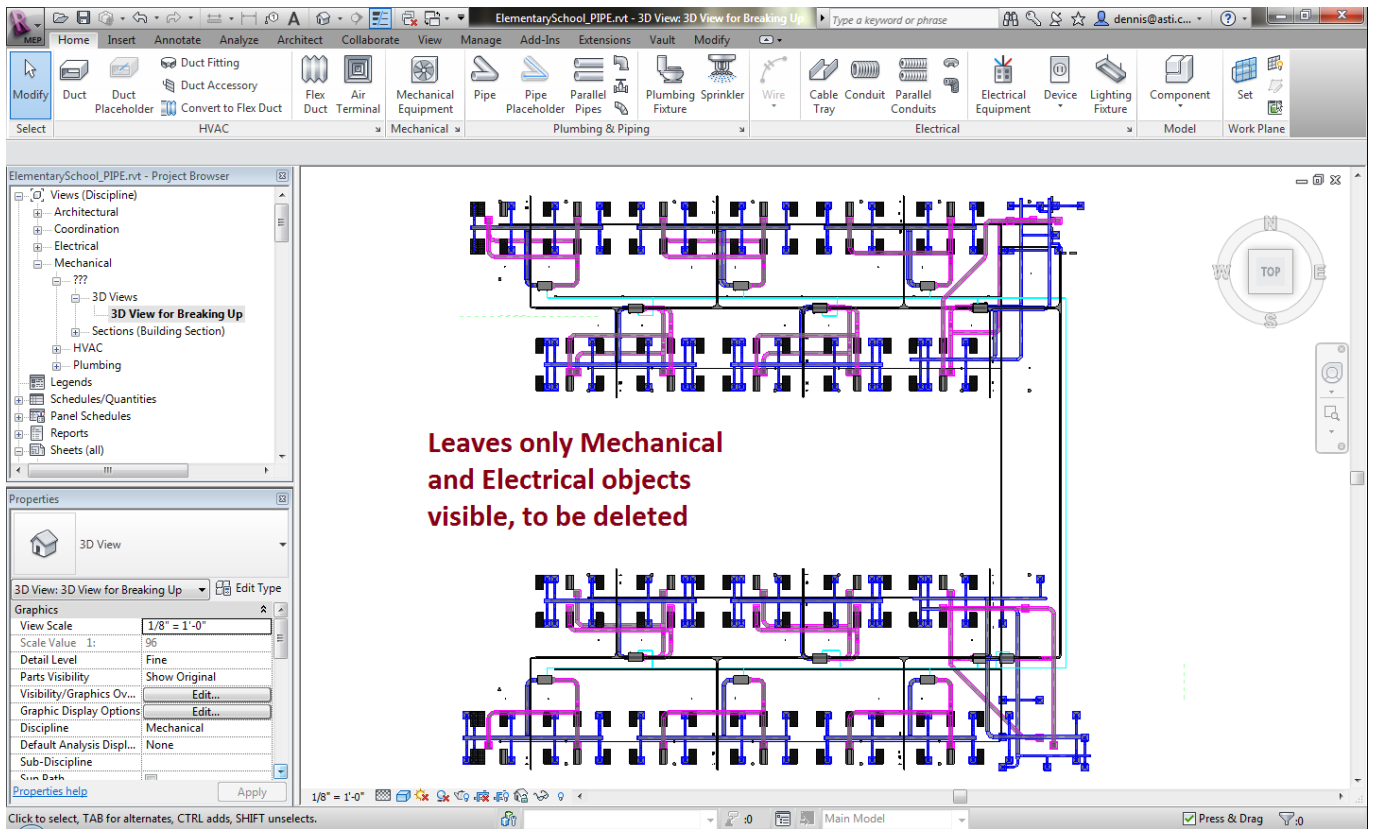 ElementarySchool_PIPE.rvt - 3D View: 3D View for Breaking Up
Type a keyword or phrase
dennis@asti.c...
MEP
Home Insert Annotate Analyze Architect Collaborate View Manage Add-Ins Extensions Vault Modify
Modify
Duct
Duct Placeholder
Duct Fitting
Duct Accessory
Convert to Flex Duct
Flex Duct
Air Terminal
Mechanical Equipment
Pipe
Pipe Placeholder
Parallel Pipes
Plumbing Fixture
Sprinkler
Wire
Cable Tray
Conduit
Parallel Conduits
Electrical Equipment
Device
Lighting Fixture
Component
Set
Select HVAC Mechanical Plumbing & Piping Electrical Model Work Plane
ElementarySchool_PIPE.rvt - Project Browser
Views (Discipline)
Architectural
Coordination
Electrical
Mechanical
???
3D Views
3D View for Breaking Up
Sections (Building Section)
HVAC
Plumbing
Legends
Schedules/Quantities
Panel Schedules
Reports
Sheets (all)
N
W TOP E
S
Leaves only Mechanical
and Electrical objects
visible, to be deleted
Properties
3D View
3D View: 3D View for Breaking Up Edit Type
Graphics
View Scale 1/8" = 1'-0"
Scale Value 1: 96
Detail Level Fine
Parts Visibility Show Original
Visibility/Graphics Ov... Edit...
Graphic Display Options Edit...
Discipline Mechanical
Default Analysis Displ... None
Sub-Discipline
Sun Path
Properties help Apply
1/8" = 1'-0"
Click to select, TAB for alternates, CTRL adds, SHIFT unselects.
:0
Main Model
Press & Drag
:0